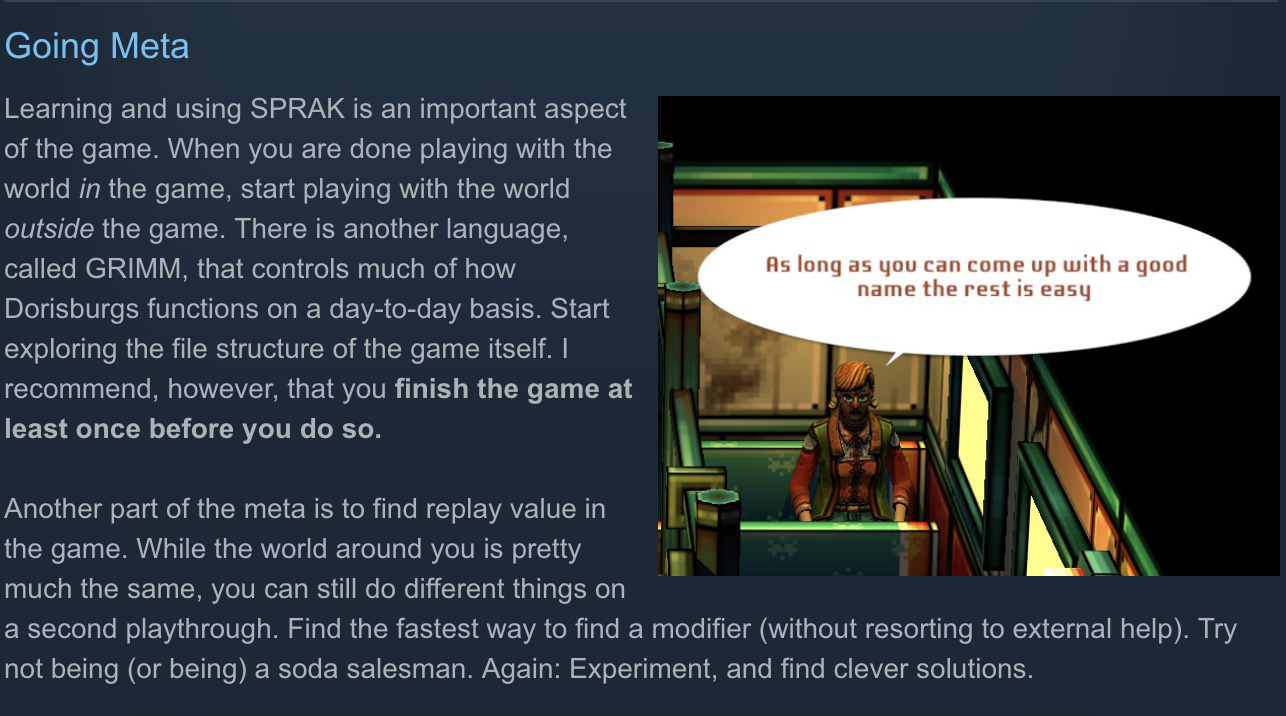 Going Meta
Learning and using SPRAK is an important aspect
of the game. When you are done playing with the
world in the game, start playing with the world
outside the game. There is another language,
called GRIMM, that controls much of how
Dorisburgs functions on a day-to-day basis. Start
exploring the file structure of the game itself. I
recommend, however, that you finish the game at
least once before you do so.
Another part of the meta is to find replay value in
the game. While the world around you is pretty
much the same, you can still do different things on
a second playthrough. Find the fastest way to find a modifier (without resorting to external help). Try
not being (or being) a soda salesman. Again: Experiment, and find clever solutions.
As long as you can come up with a good
name the rest is easy